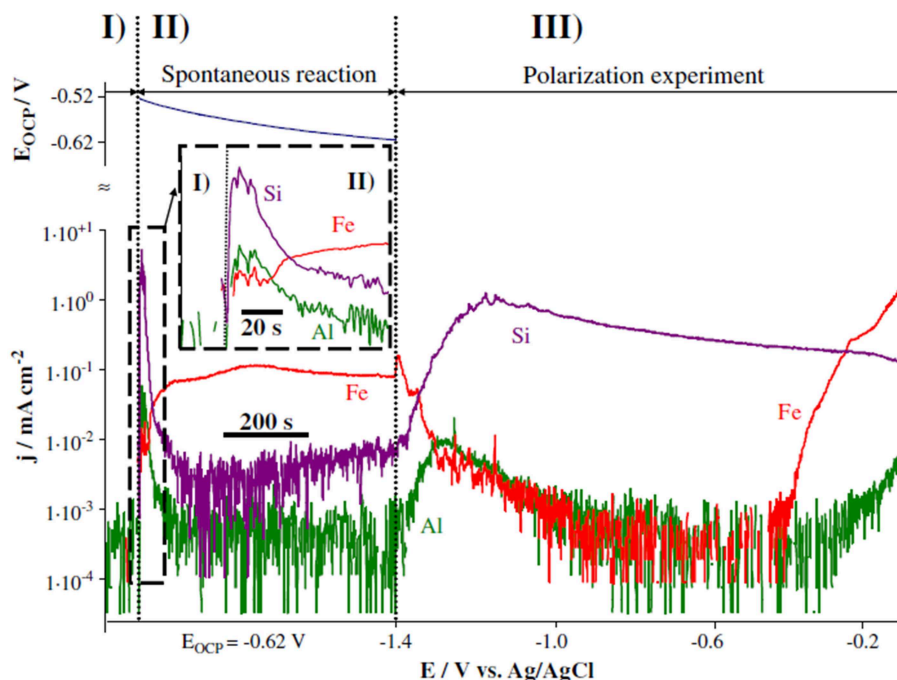 I) II) III)
Spontaneous reaction Polarization experiment
E_OCP / V
-0.52
-0.62
≈
I) II)
Si
Fe
20 s
Al
1·10⁺¹
1·10⁰
1·10⁻¹
1·10⁻²
1·10⁻³
1·10⁻⁴
j / mA cm⁻²
Fe
200 s
Si
Fe
Al
E_OCP = -0.62 V -1.4 -1.0 -0.6 -0.2
E / V vs. Ag/AgCl